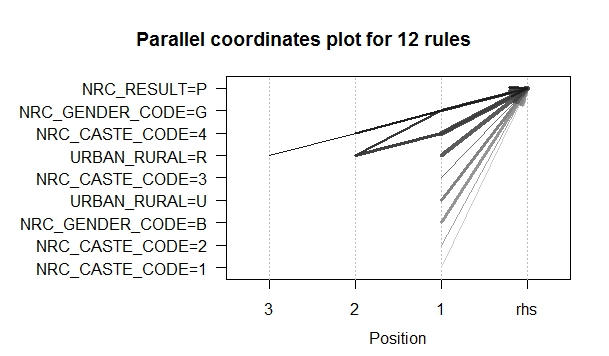 Parallel coordinates plot for 12 rules
NRC_RESULT=P
NRC_GENDER_CODE=G
NRC_CASTE_CODE=4
URBAN_RURAL=R
NRC_CASTE_CODE=3
URBAN_RURAL=U
NRC_GENDER_CODE=B
NRC_CASTE_CODE=2
NRC_CASTE_CODE=1
3 2 1 rhs
Position